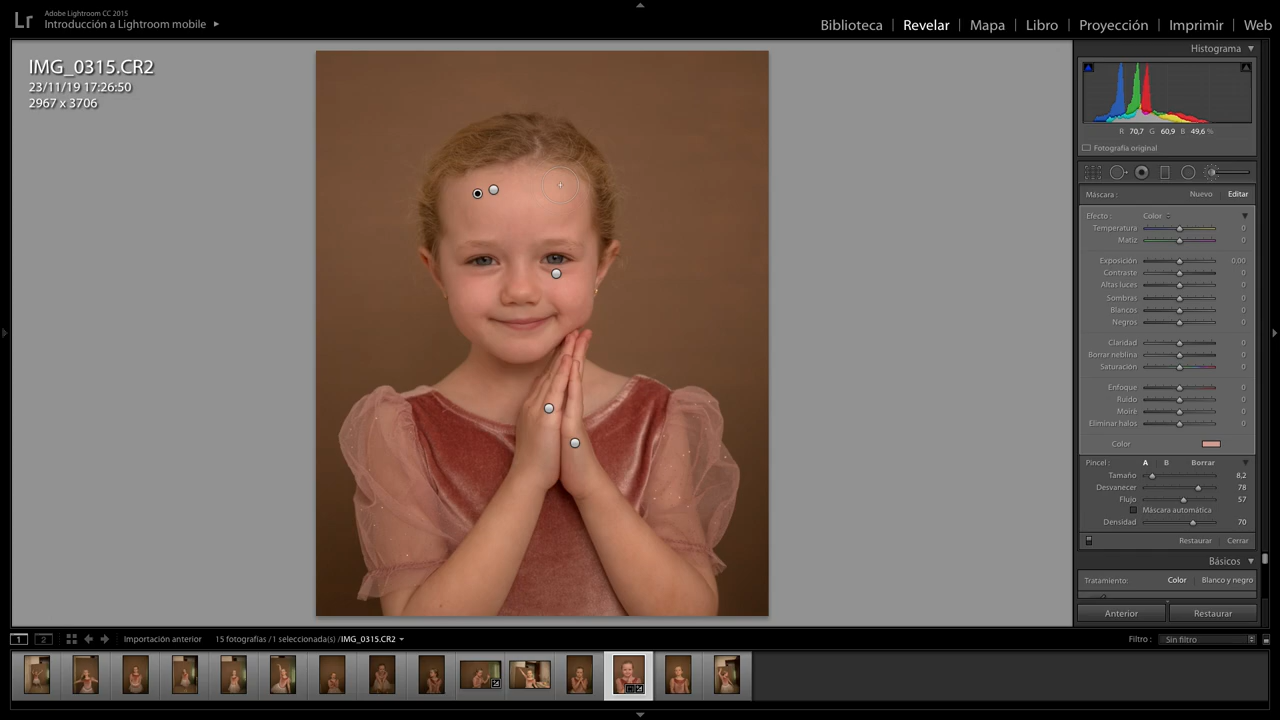 Lr
Adobe Lightroom CC 2015
Introducción a Lightroom mobile
Biblioteca | Revelar | Mapa | Libro | Proyección | Imprimir | Web
IMG_0315.CR2
23/11/19 17:26:50
2967 x 3706
Histograma
R 70,7 G 60,9 B 49,6 %
Fotografía original
Máscara : Nuevo Editar
Efecto : Color
Temperatura 0
Matiz 0
Exposición -0,00
Contraste 0
Altas luces 0
Sombras 0
Blancos 0
Negros 0
Claridad 0
Borrar neblina 0
Saturación 0
Enfoque 0
Ruido 0
Moiré 0
Eliminar halos 0
Color
Pincel : A B Borrar
Tamaño 8,2
Desvanecer 78
Flujo 57
Máscara automática
Densidad 70
Restaurar Cerrar
Básicos
Tratamiento: Color Blanco y negro
Anterior Restaurar
1 2 Importación anterior 15 fotografías /1 seleccionada(s) /IMG_0315.CR2 Filtro : Sin filtro